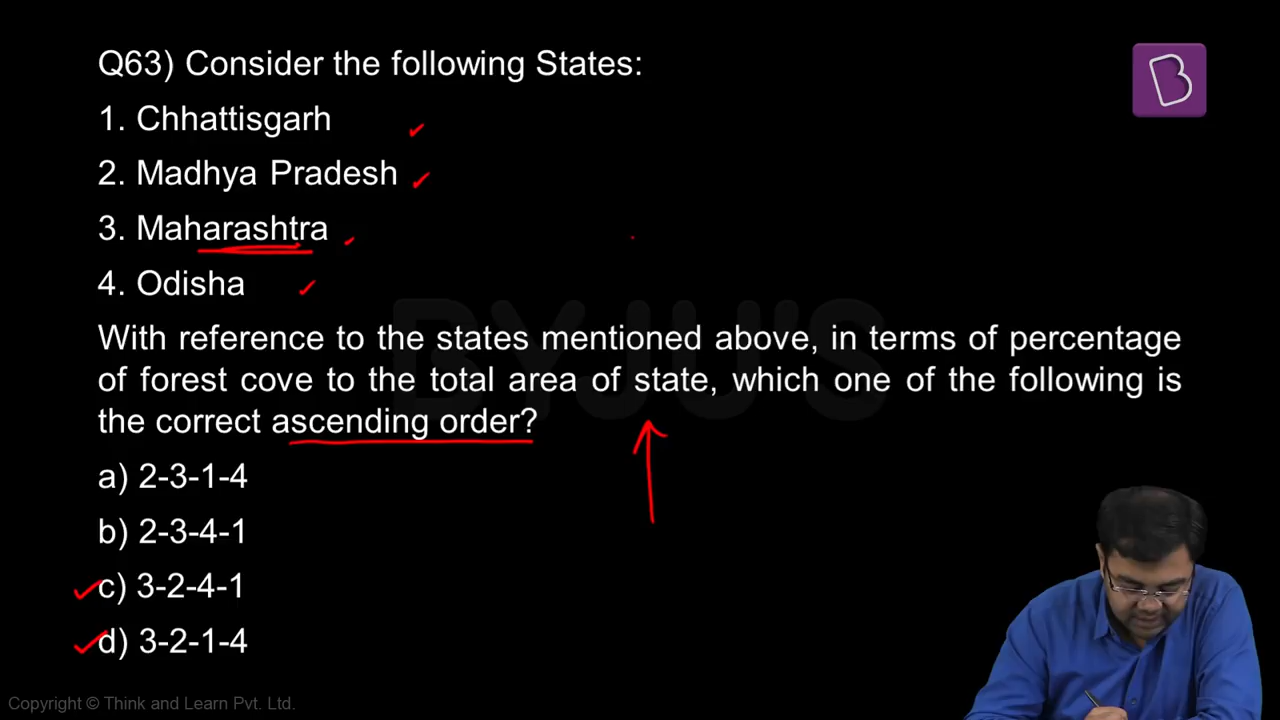 Q63) Consider the following States:
1. Chhattisgarh
2. Madhya Pradesh
3. Maharashtra
4. Odisha
With reference to the states mentioned above, in terms of percentage
of forest cove to the total area of state, which one of the following is
the correct ascending order?
a) 2-3-1-4
b) 2-3-4-1
c) 3-2-4-1
d) 3-2-1-4
BYJU'S
Copyright © Think and Learn Pvt. Ltd.